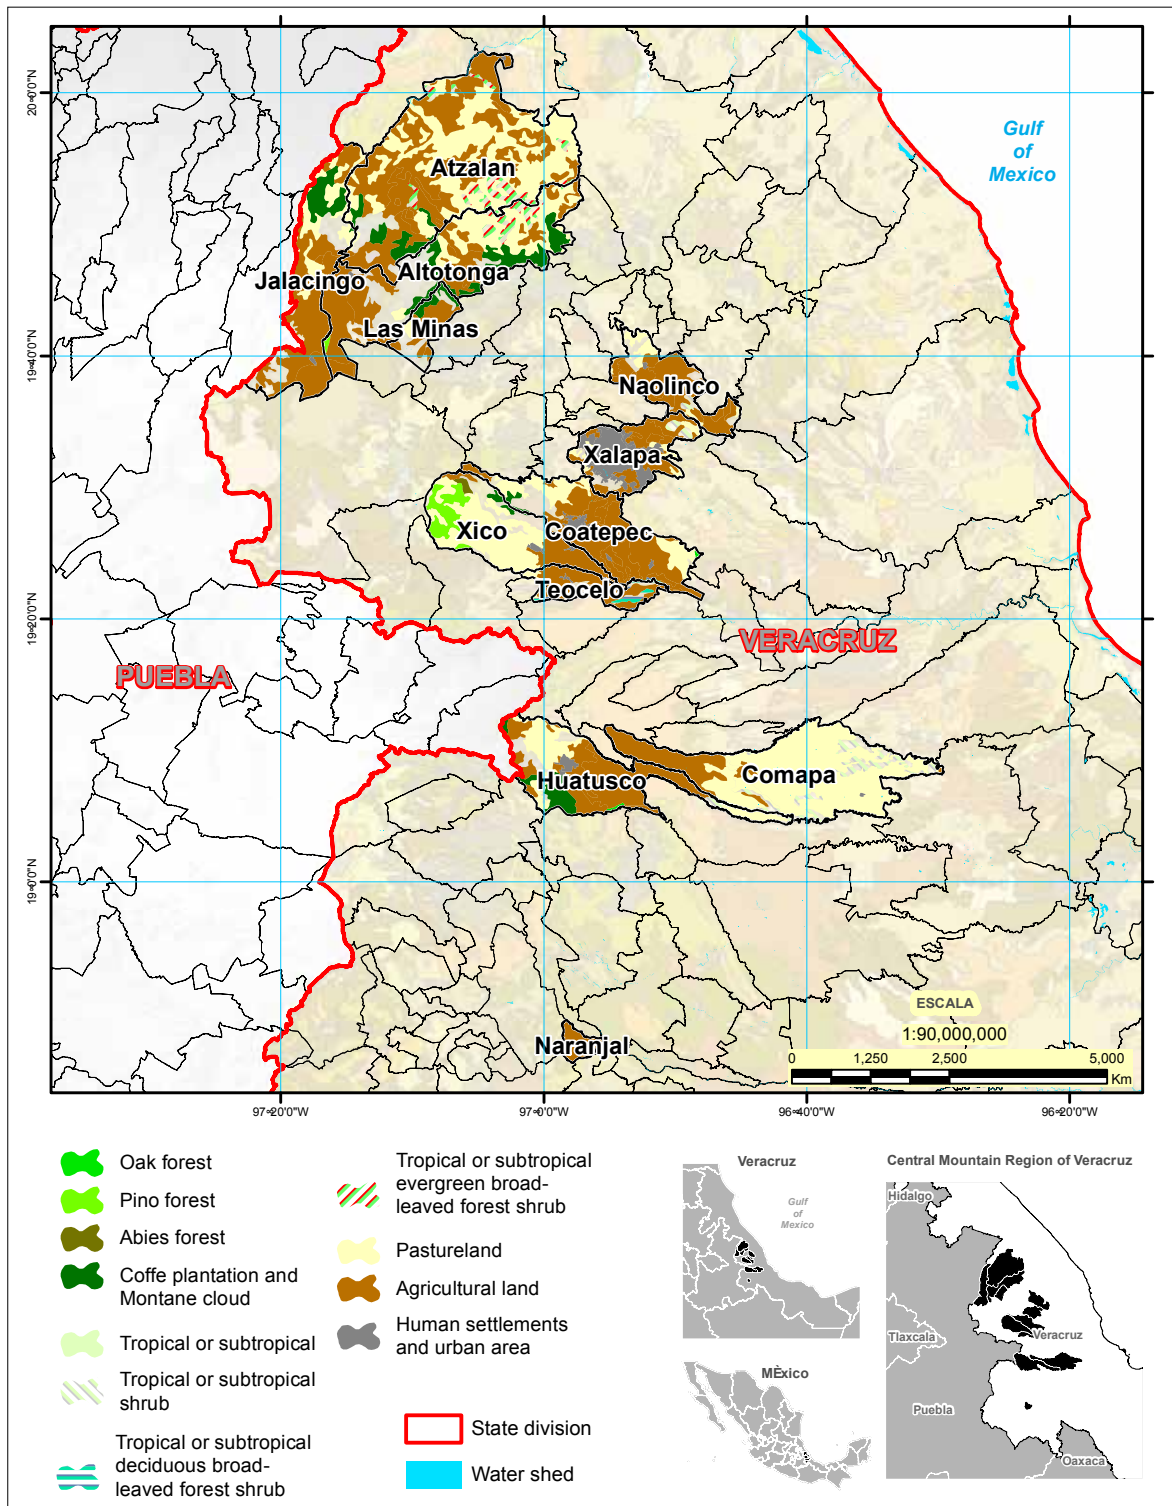 20°0'0"N
Gulf
of
Mexico
Atzalan
Altotonga
Jalacingo
Las Minas
19°40'0"N
Naolinco
Xalapa
Xico
Coatepec
Teocelo
19°20'0"N
VERACRUZ
PUEBLA
Comapa
Huatusco
19°0'0"N
ESCALA
1:90,000,000
Naranjal
0 1,250 2,500 5,000
Km
97°20'0"W 97°0'0"W 96°40'0"W 96°20'0"W
Oak forest
Pino forest
Abies forest
Coffe plantation and
Montane cloud
Tropical or subtropical
Tropical or subtropical
shrub
Tropical or subtropical
deciduous broad-
leaved forest shrub
Tropical or subtropical
evergreen broad-
leaved forest shrub
Pastureland
Agricultural land
Human settlements
and urban area
State division
Water shed
Veracruz
Gulf
of
Mexico
MÈxico
Central Mountain Region of Veracruz
Hidalgo
Tlaxcala
Veracruz
Puebla
Oaxaca